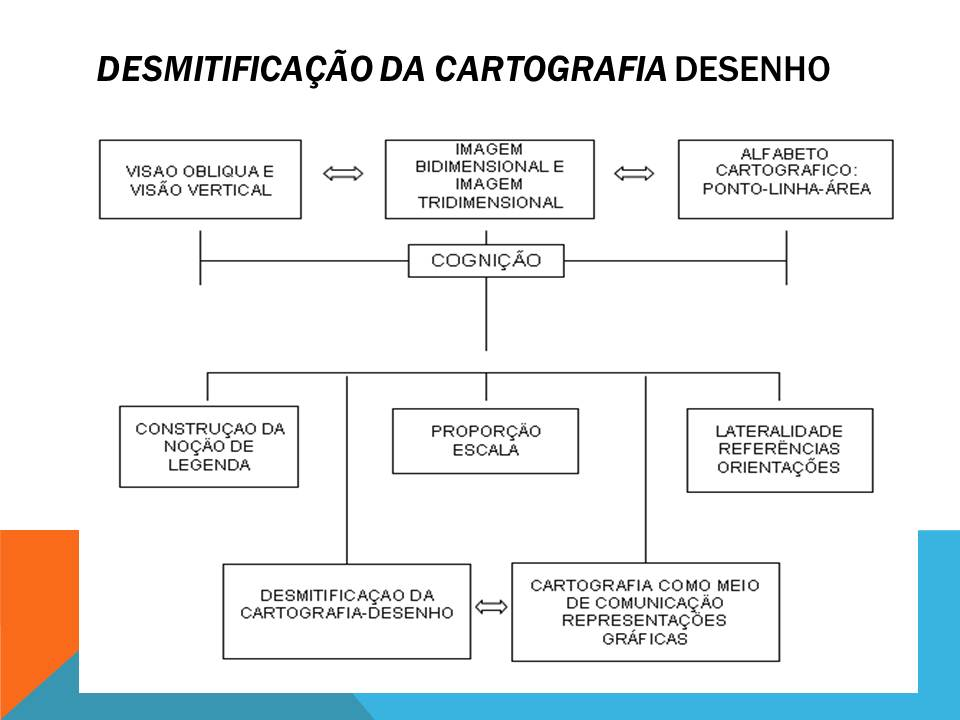 DESMITIFICAÇÃO DA CARTOGRAFIA DESENHO
VISAO OBLIQUA E
VISÃO VERTICAL
IMAGEM
BIDIMENSIONAL E
IMAGEM
TRIDIMENSIONAL
ALFABETO
CARTOGRAFICO:
PONTO-LINHA-ÁREA
COGNIÇÃO
CONSTRUÇAO DA
NOÇÃO DE
LEGENDA
PROPORÇÃO
ESCALA
LATERALIDADE
REFERÊNCIAS
ORIENTAÇÕES
DESMITIFICAÇAO DA
CARTOGRAFIA-DESENHO
CARTOGRAFIA COMO MEIO
DE COMUNICAÇÃO
REPRESENTAÇÕES
GRÁFICAS